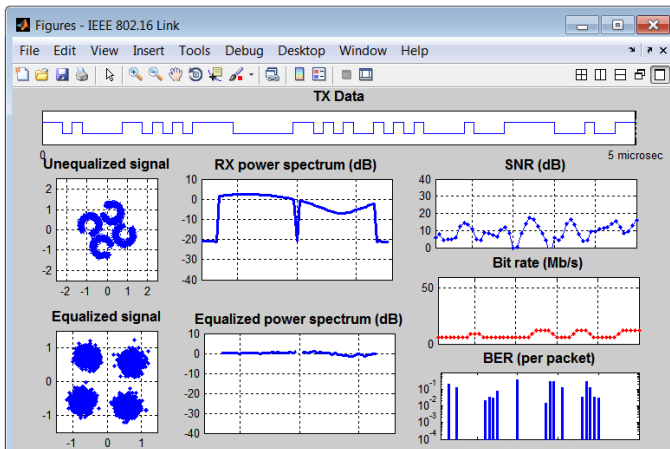 Figures - IEEE 802.16 Link
File Edit View Insert Tools Debug Desktop Window Help
TX Data
0
5 microsec
Unequalized signal
2
1
0
-1
-2
-2 -1 0 1 2
RX power spectrum (dB)
10
0
-10
-20
-30
-40
SNR (dB)
40
30
20
10
0
Bit rate (Mb/s)
50
0
Equalized signal
1
0
-1
-1 0 1
Equalized power spectrum (dB)
10
0
-10
-20
-30
-40
BER (per packet)
10^-1
10^-2
10^-3
10^-4